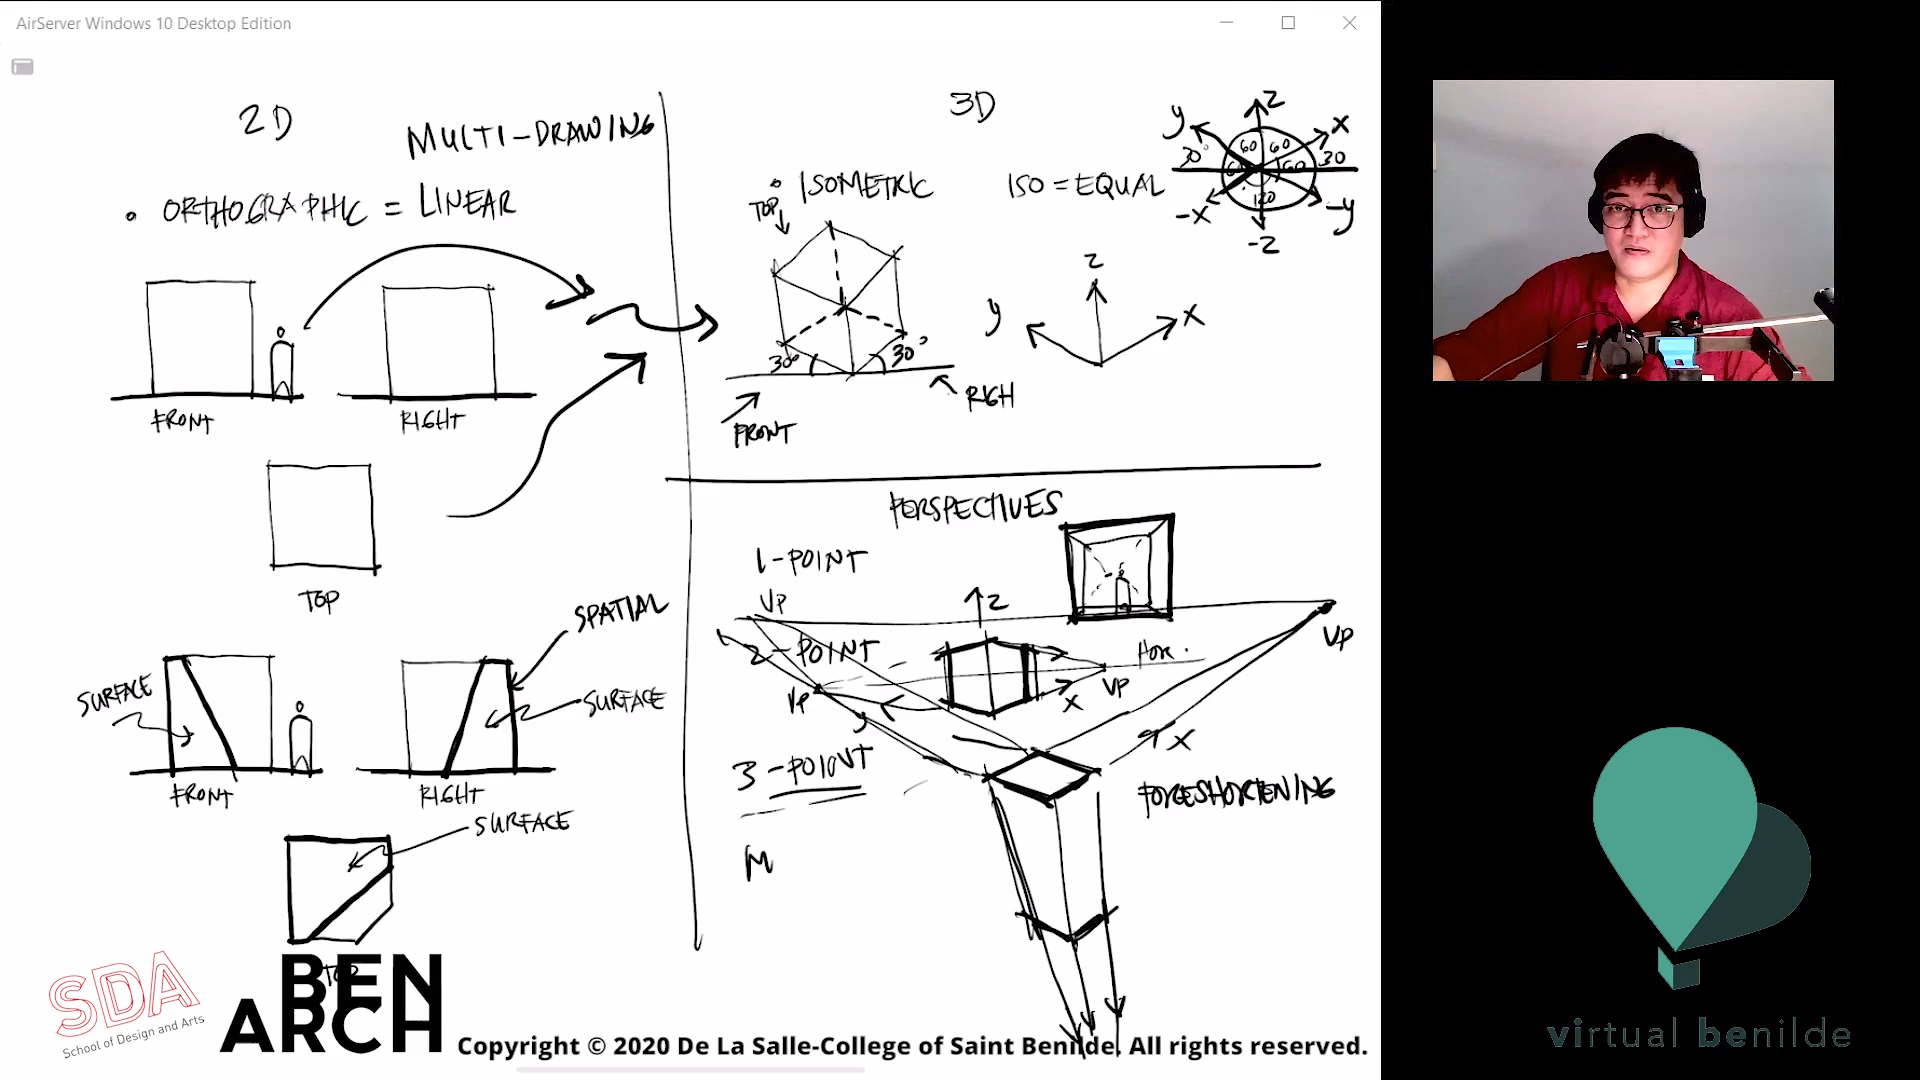 AirServer Windows 10 Desktop Edition
2D
MULTI-DRAWING
• ORTHOGRAPHIC = LINEAR
FRONT
RIGHT
TOP
SPATIAL
SURFACE
SURFACE
FRONT
RIGHT
SURFACE
TOP
3D
• ISOMETRIC
ISO = EQUAL
TOP
30°
30°
FRONT
RIGH
z
y
x
y
z
x
30°
60
60
30
60
60
120
-x
-y
-z
PERSPECTIVES
1-POINT
VP
z
VP
2-POINT
Hor.
VP
VP
x
y
x
3-POINT
FORESHORTENING
M
SDA
School of Design and Arts
BEN
ARCH
Copyright © 2020 De La Salle-College of Saint Benilde. All rights reserved.
virtual benilde